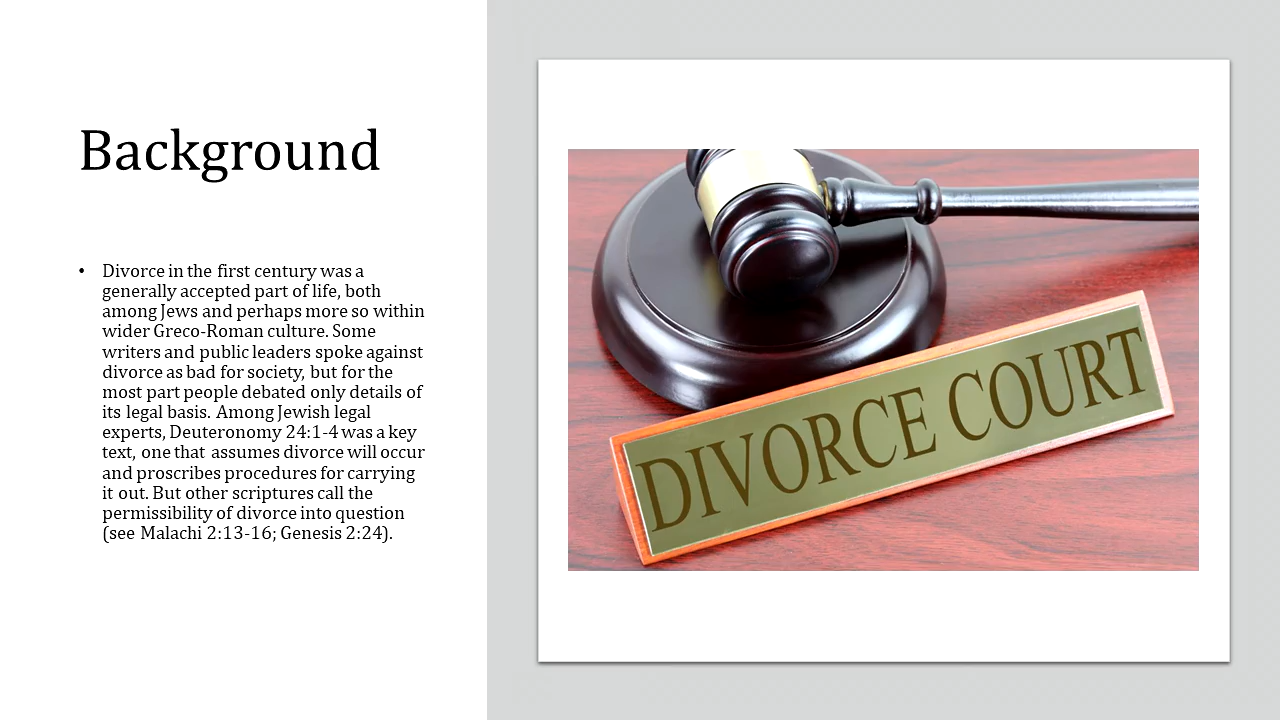 Background
• Divorce in the first century was a
generally accepted part of life, both
among Jews and perhaps more so within
wider Greco-Roman culture. Some
writers and public leaders spoke against
divorce as bad for society, but for the
most part people debated only details of
its legal basis. Among Jewish legal
experts, Deuteronomy 24:1-4 was a key
text, one that assumes divorce will occur
and proscribes procedures for carrying
it out. But other scriptures call the
permissibility of divorce into question
(see Malachi 2:13-16; Genesis 2:24).
DIVORCE COURT